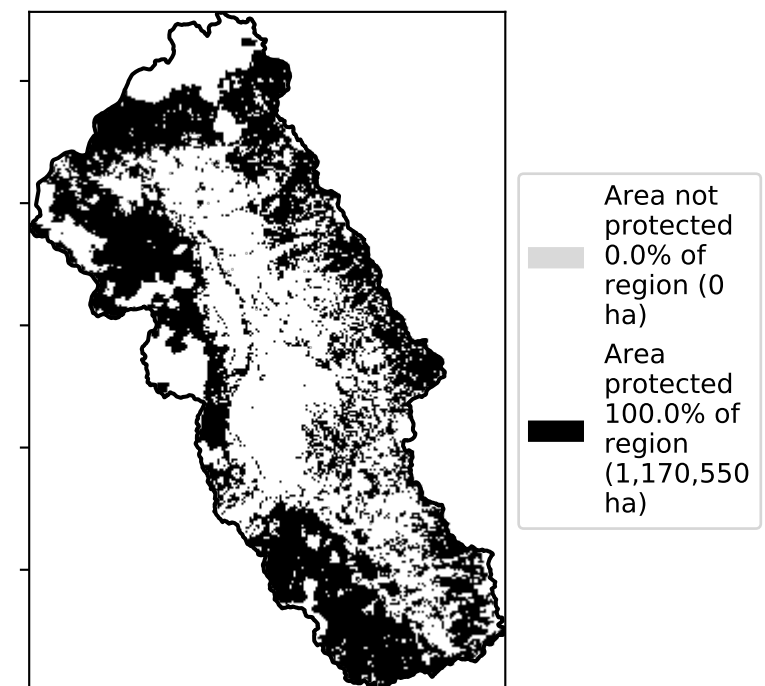 Area not
protected
0.0% of
region (0
ha)
Area
protected
100.0% of
region
(1,170,550
ha)